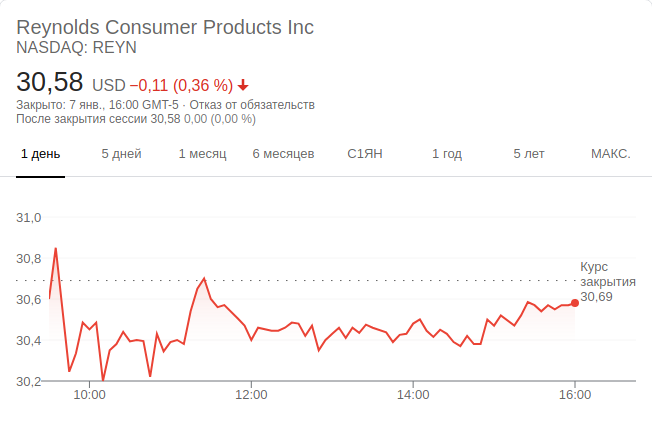 Reynolds Consumer Products Inc
NASDAQ: REYN
30,58 USD −0,11 (0,36 %)
Закрыто: 7 янв., 16:00 GMT-5 · Отказ от обязательств
После закрытия сессии 30,58 0,00 (0,00 %)
1 день 5 дней 1 месяц 6 месяцев С1ЯН 1 год 5 лет МАКС.
31,0
30,8
Курс
закрытия
30,69
30,6
30,4
30,2
10:00 12:00 14:00 16:00